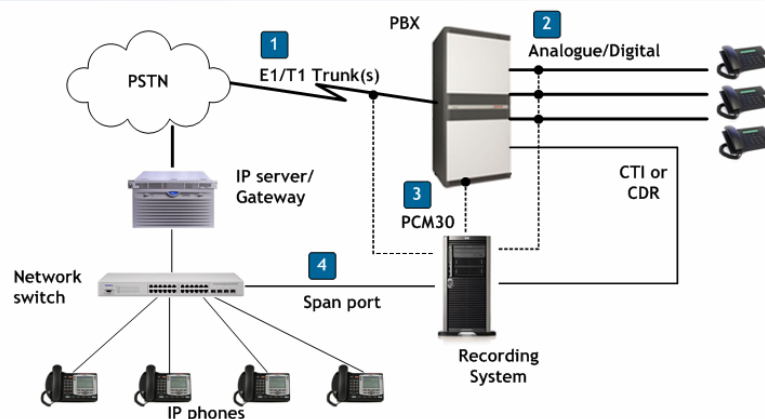 PBX
1
2
Analogue/Digital
PSTN
E1/T1 Trunk(s)
IP server/
Gateway
CTI or
CDR
3
PCM30
4
Network
switch
Span port
Recording
System
IP phones